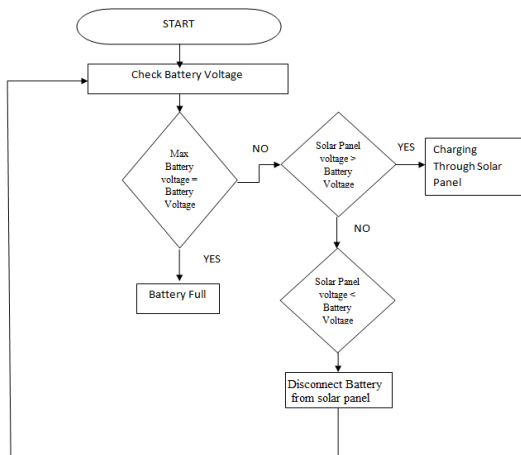 START
Check Battery Voltage
Max
Battery
voltage =
Battery
Voltage
NO
Solar Panel
voltage >
Battery
Voltage
YES
Charging
Through Solar
Panel
NO
YES
Battery Full
Solar Panel
voltage <
Battery
Voltage
Disconnect Battery
from solar panel